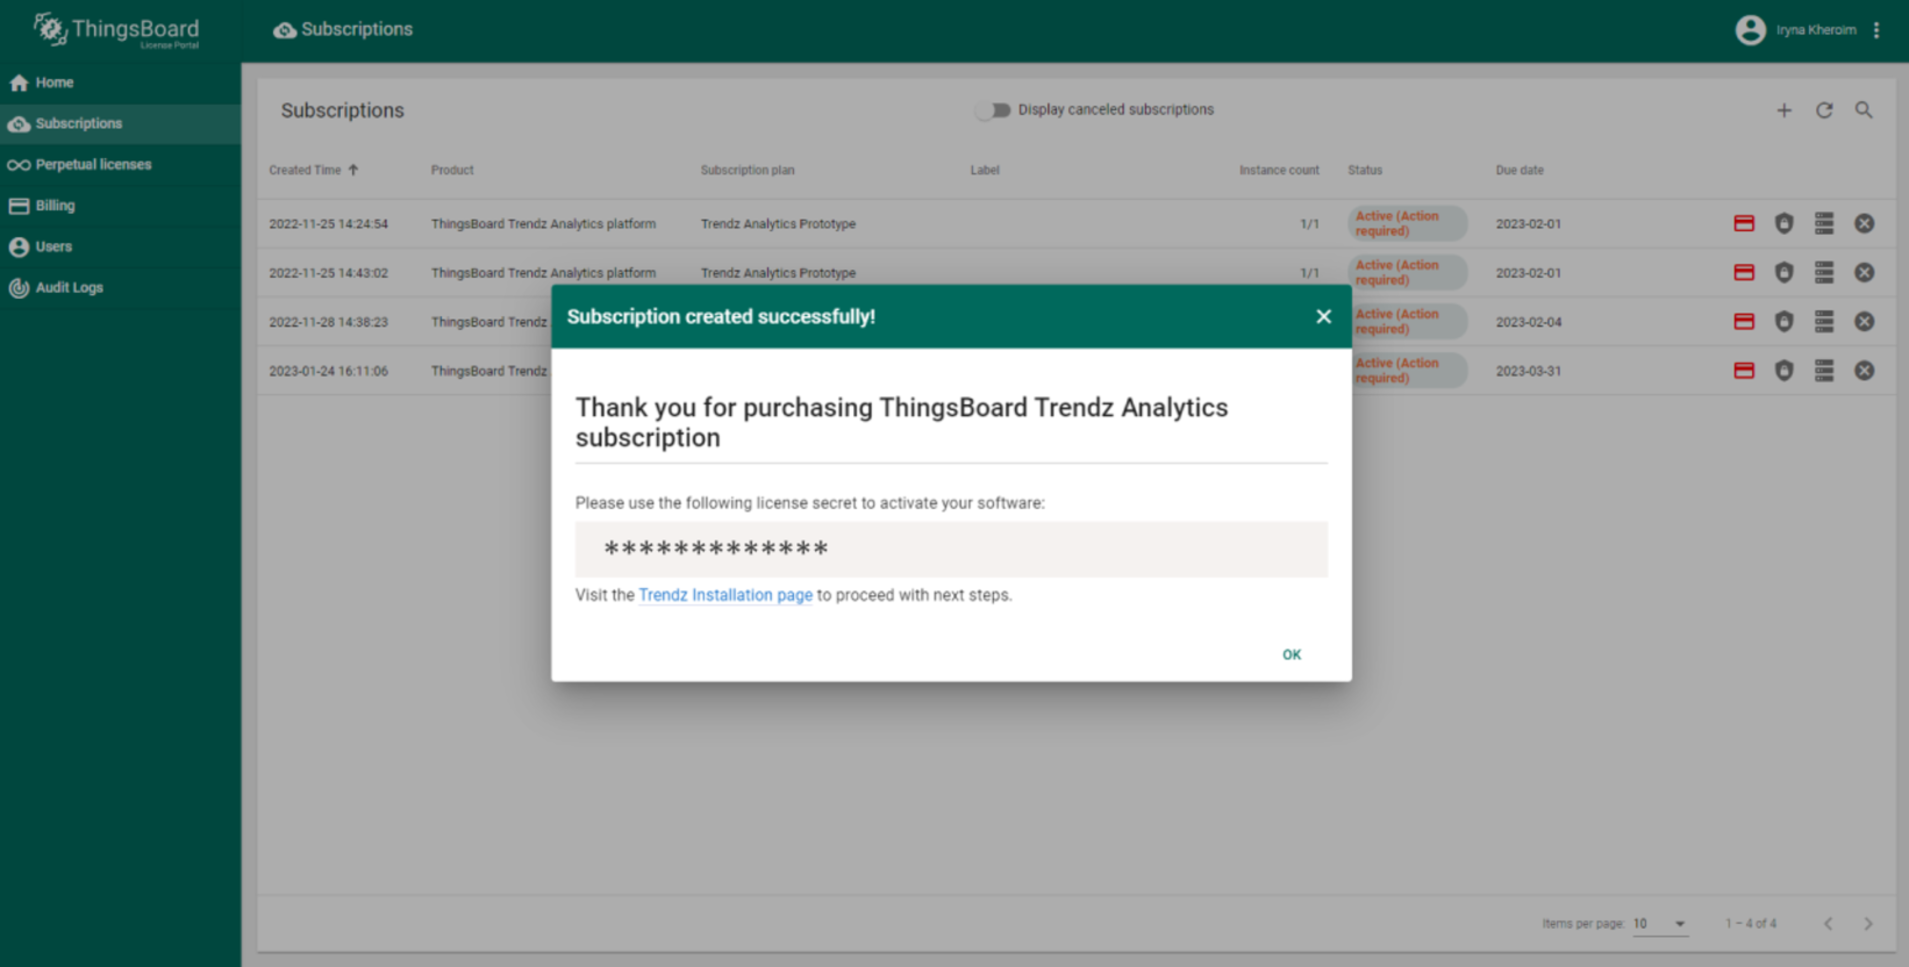 ThingsBoard
License Portal
Subscriptions
Iryna Kheroim
Home
Subscriptions
Perpetual licenses
Billing
Users
Audit Logs
Subscriptions
Display canceled subscriptions
Created Time
Product
Subscription plan
Label
Instance count
Status
Due date
2022-11-25 14:24:54
ThingsBoard Trendz Analytics platform
Trendz Analytics Prototype
1/1
Active (Action
required)
2023-02-01
2022-11-25 14:43:02
ThingsBoard Trendz Analytics platform
Trendz Analytics Prototype
1/1
Active (Action
required)
2023-02-01
2022-11-28 14:38:23
ThingsBoard Trendz
Active (Action
required)
2023-02-04
2023-01-24 16:11:06
ThingsBoard Trendz
Active (Action
required)
2023-03-31
Subscription created successfully!
Thank you for purchasing ThingsBoard Trendz Analytics
subscription
Please use the following license secret to activate your software:
*************
Visit the Trendz Installation page to proceed with next steps.
OK
Items per page: 10
1 – 4 of 4